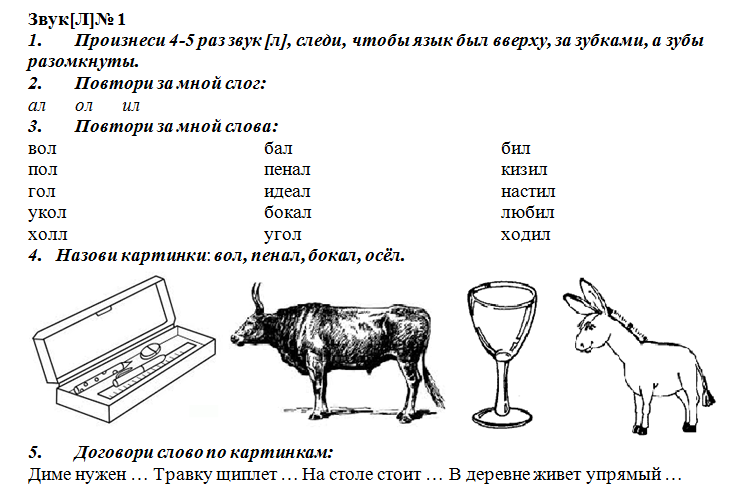 Звук[Л]№ 1
1. Произнеси 4-5 раз звук [л], следи, чтобы язык был вверху, за зубками, а зубы
разомкнуты.
2. Повтори за мной слог:
ал ол ил
3. Повтори за мной слова:
вол бал бил
пол пенал кизил
гол идеал настил
укол бокал любил
холл угол ходил
4. Назови картинки: вол, пенал, бокал, осёл.
5. Договори слово по картинкам:
Диме нужен … Травку щиплет … На столе стоит … В деревне живет упрямый …